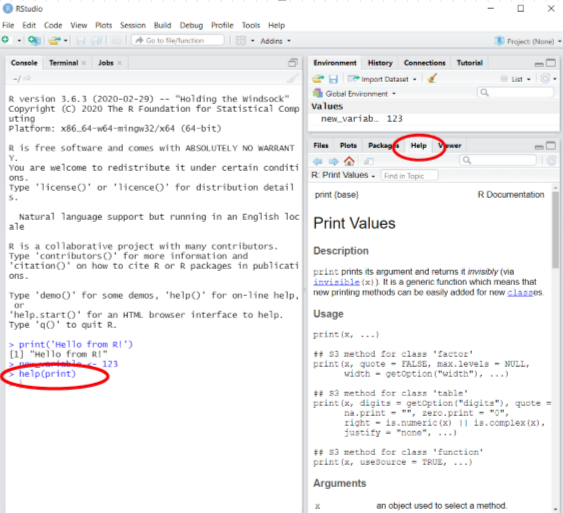 RStudio
File Edit Code View Plots Session Build Debug Profile Tools Help
Go to file/function Addins Project: (None)
Console Terminal × Jobs ×
~/
R version 3.6.3 (2020-02-29) -- "Holding the Windsock"
Copyright (C) 2020 The R Foundation for Statistical Comp
uting
Platform: x86_64-w64-mingw32/x64 (64-bit)
R is free software and comes with ABSOLUTELY NO WARRANT
Y.
You are welcome to redistribute it under certain conditi
ons.
Type 'license()' or 'licence()' for distribution detail
s.
Natural language support but running in an English loc
ale
R is a collaborative project with many contributors.
Type 'contributors()' for more information and
'citation()' on how to cite R or R packages in publicati
ons.
Type 'demo()' for some demos, 'help()' for on-line help,
or
'help.start()' for an HTML browser interface to help.
Type 'q()' to quit R.
> print('Hello from R!')
[1] "Hello from R!"
> new_variable <- 123
> help(print)
>
Environment History Connections Tutorial
Import Dataset List
Global Environment
Values
new_variab… 123
Files Plots Packages Help Viewer
R: Print Values Find in Topic
print {base} R Documentation
Print Values
Description
print prints its argument and returns it invisibly (via
invisible(x)). It is a generic function which means that
new printing methods can be easily added for new classes.
Usage
print(x, ...)
## S3 method for class 'factor'
print(x, quote = FALSE, max.levels = NULL,
width = getOption("width"), ...)
## S3 method for class 'table'
print(x, digits = getOption("digits"), quote =
na.print = "", zero.print = "0",
right = is.numeric(x) || is.complex(x),
justify = "none", ...)
## S3 method for class 'function'
print(x, useSource = TRUE, ...)
Arguments
x an object used to select a method.